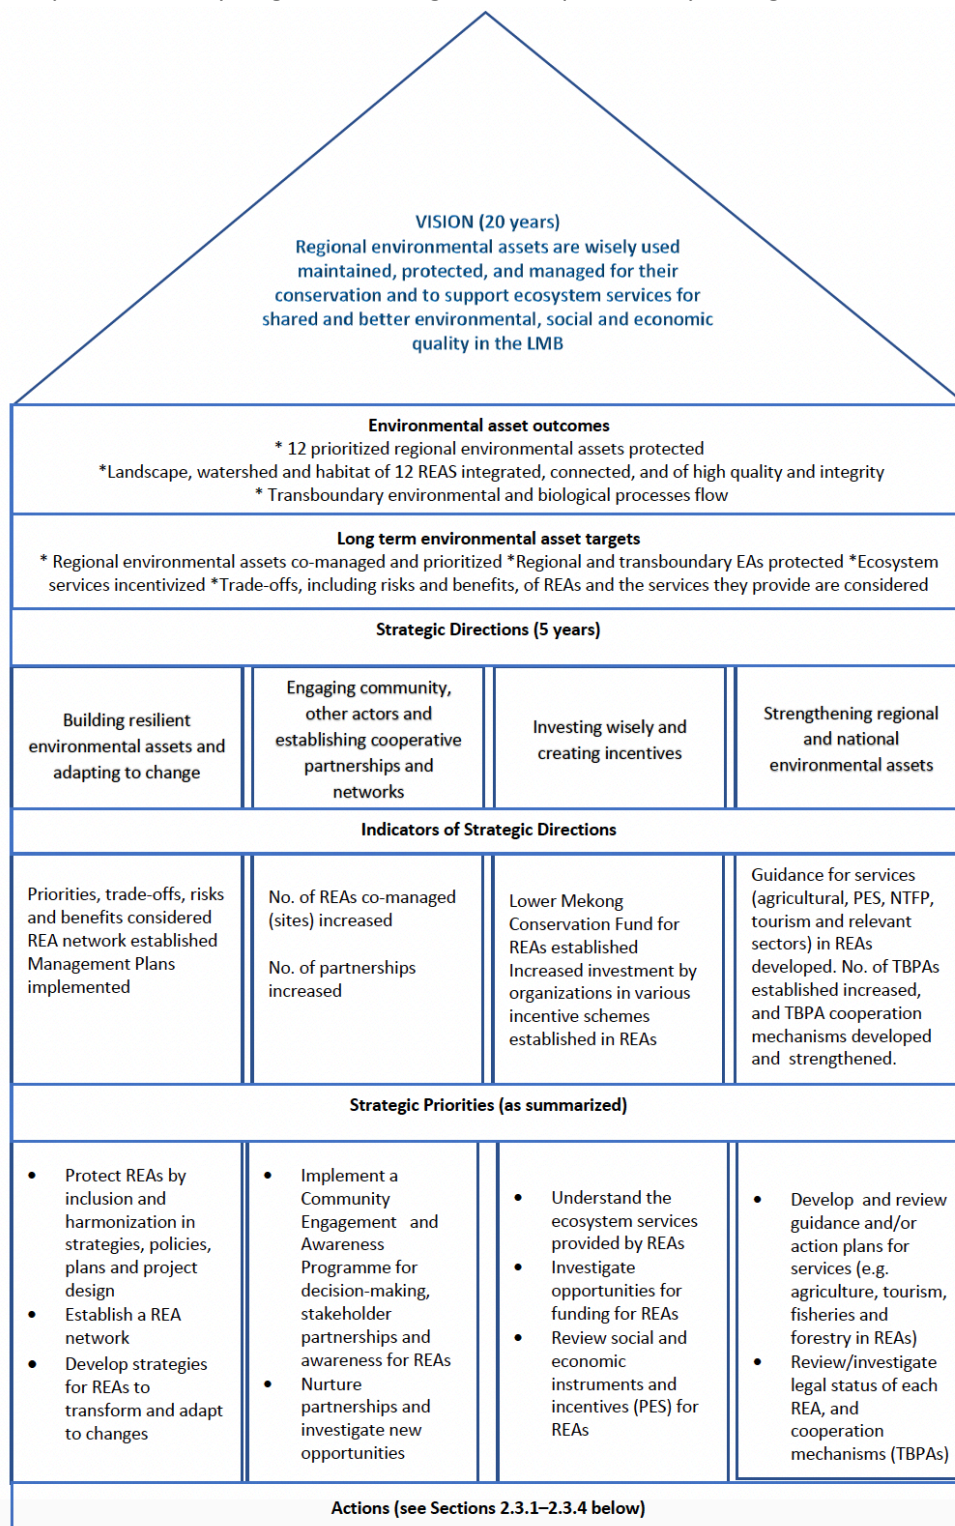 VISION (20 years)
Regional environmental assets are wisely used
maintained, protected, and managed for their
conservation and to support ecosystem services for
shared and better environmental, social and economic
quality in the LMB
Environmental asset outcomes
* 12 prioritized regional environmental assets protected
*Landscape, watershed and habitat of 12 REAS integrated, connected, and of high quality and integrity
* Transboundary environmental and biological processes flow
Long term environmental asset targets
* Regional environmental assets co-managed and prioritized *Regional and transboundary EAs protected *Ecosystem
services incentivized *Trade-offs, including risks and benefits, of REAs and the services they provide are considered
Strategic Directions (5 years)
Building resilient
environmental assets and
adapting to change
Engaging community,
other actors and
establishing cooperative
partnerships and
networks
Investing wisely and
creating incentives
Strengthening regional
and national
environmental assets
Indicators of Strategic Directions
Priorities, trade-offs, risks
and benefits considered
REA network established
Management Plans
implemented
No. of REAs co-managed
(sites) increased
No. of partnerships
increased
Lower Mekong
Conservation Fund for
REAs established
Increased investment by
organizations in various
incentive schemes
established in REAs
Guidance for services
(agricultural, PES, NTFP,
tourism and relevant
sectors) in REAs
developed. No. of TBPAs
established increased,
and TBPA cooperation
mechanisms developed
and strengthened.
Strategic Priorities (as summarized)
• Protect REAs by
inclusion and
harmonization in
strategies, policies,
plans and project
design
• Establish a REA
network
• Develop strategies
for REAs to
transform and adapt
to changes
• Implement a
Community
Engagement and
Awareness
Programme for
decision-making,
stakeholder
partnerships and
awareness for REAs
• Nurture
partnerships and
investigate new
opportunities
• Understand the
ecosystem services
provided by REAs
• Investigate
opportunities for
funding for REAs
• Review social and
economic
instruments and
incentives (PES) for
REAs
• Develop and review
guidance and/or
action plans for
services (e.g.
agriculture, tourism,
fisheries and
forestry in REAs)
• Review/investigate
legal status of each
REA, and
cooperation
mechanisms (TBPAs)
Actions (see Sections 2.3.1–2.3.4 below)